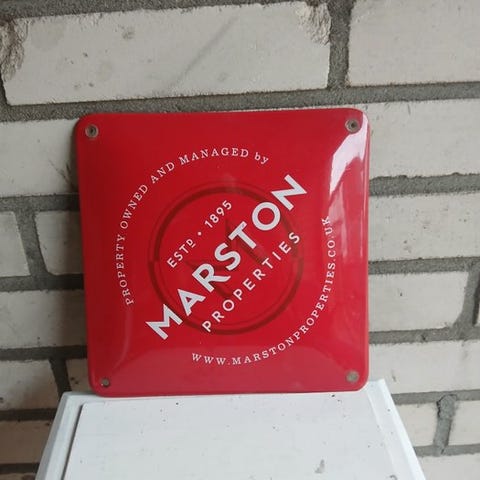 PROPERTY OWNED AND MANAGED by
ESTD • 1895
MARSTON
PROPERTIES
WWW.MARSTONPROPERTIES.CO.UK